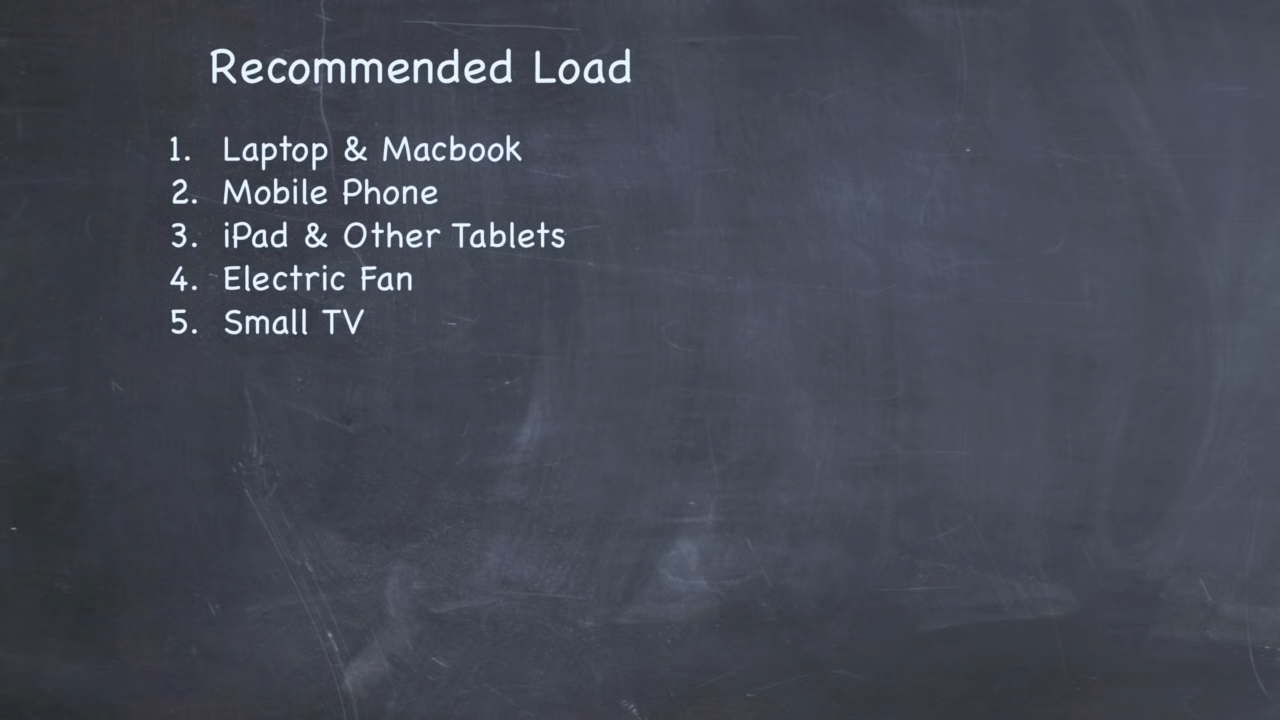 Recommended Load
1. Laptop & Macbook
2. Mobile Phone
3. iPad & Other Tablets
4. Electric Fan
5. Small TV